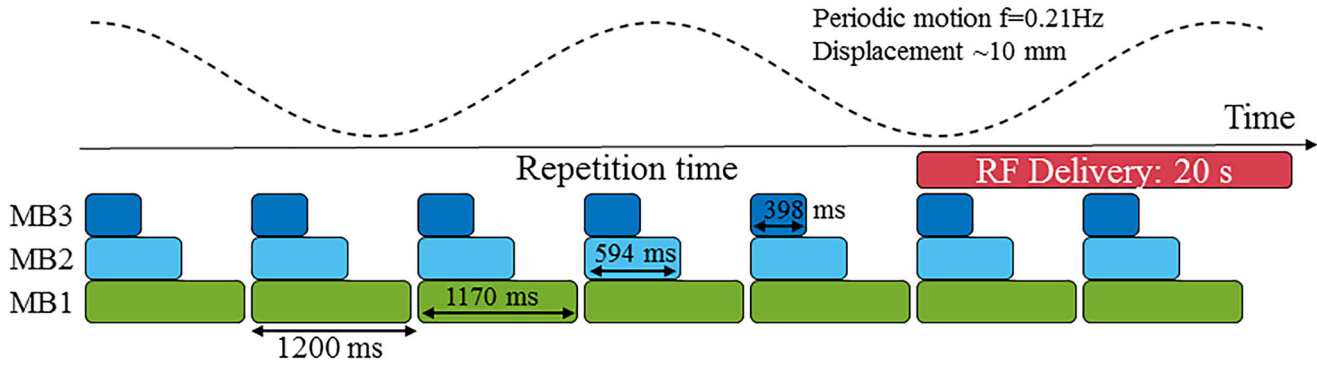 Periodic motion f=0.21Hz
Displacement ~10 mm
Time
Repetition time
RF Delivery: 20 s
MB3
398 ms
MB2
594 ms
MB1
1170 ms
1200 ms